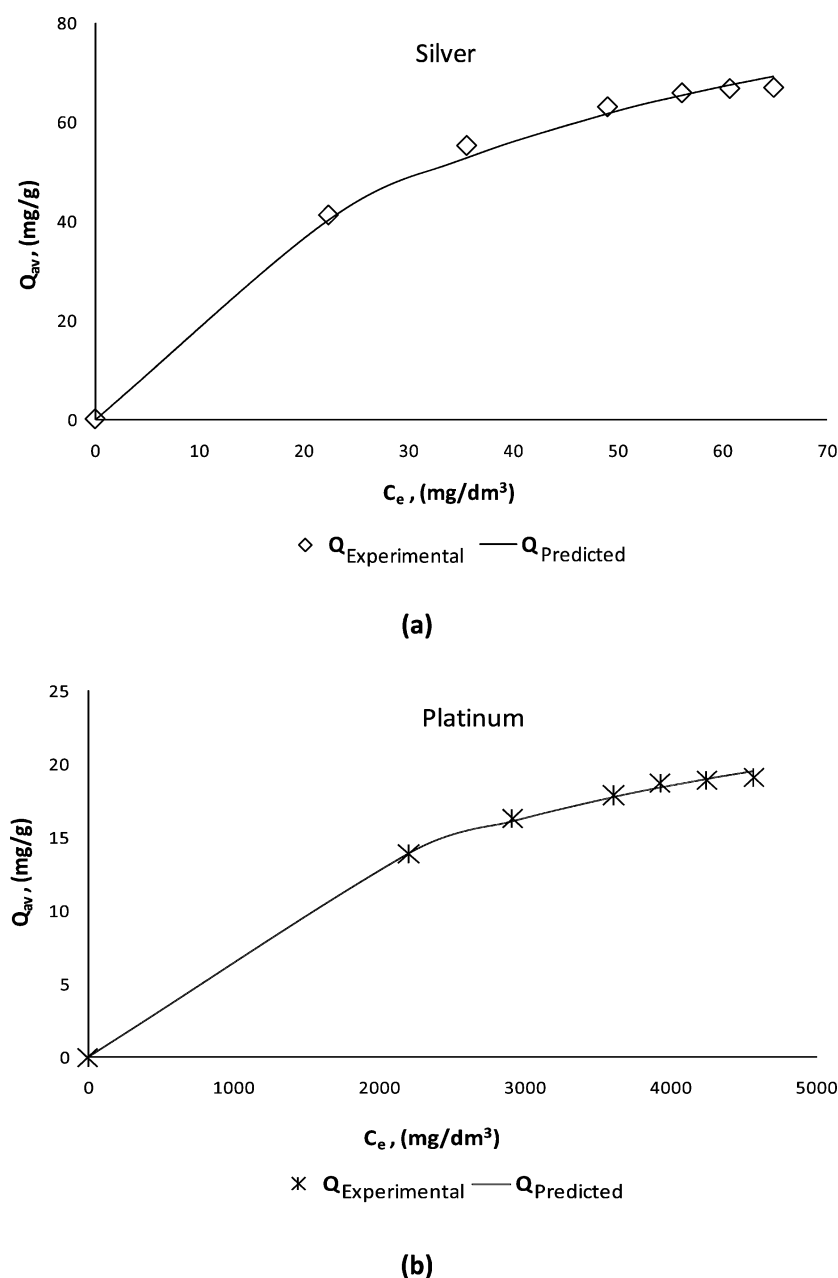 Silver
80
60
40
20
0
Qav, (mg/g)
0 10 20 30 40 50 60 70
Ce , (mg/dm³)
QExperimental QPredicted
(a)
Platinum
25
20
15
10
5
0
Qav, (mg/g)
0 1000 2000 3000 4000 5000
Ce , (mg/dm³)
QExperimental QPredicted
(b)